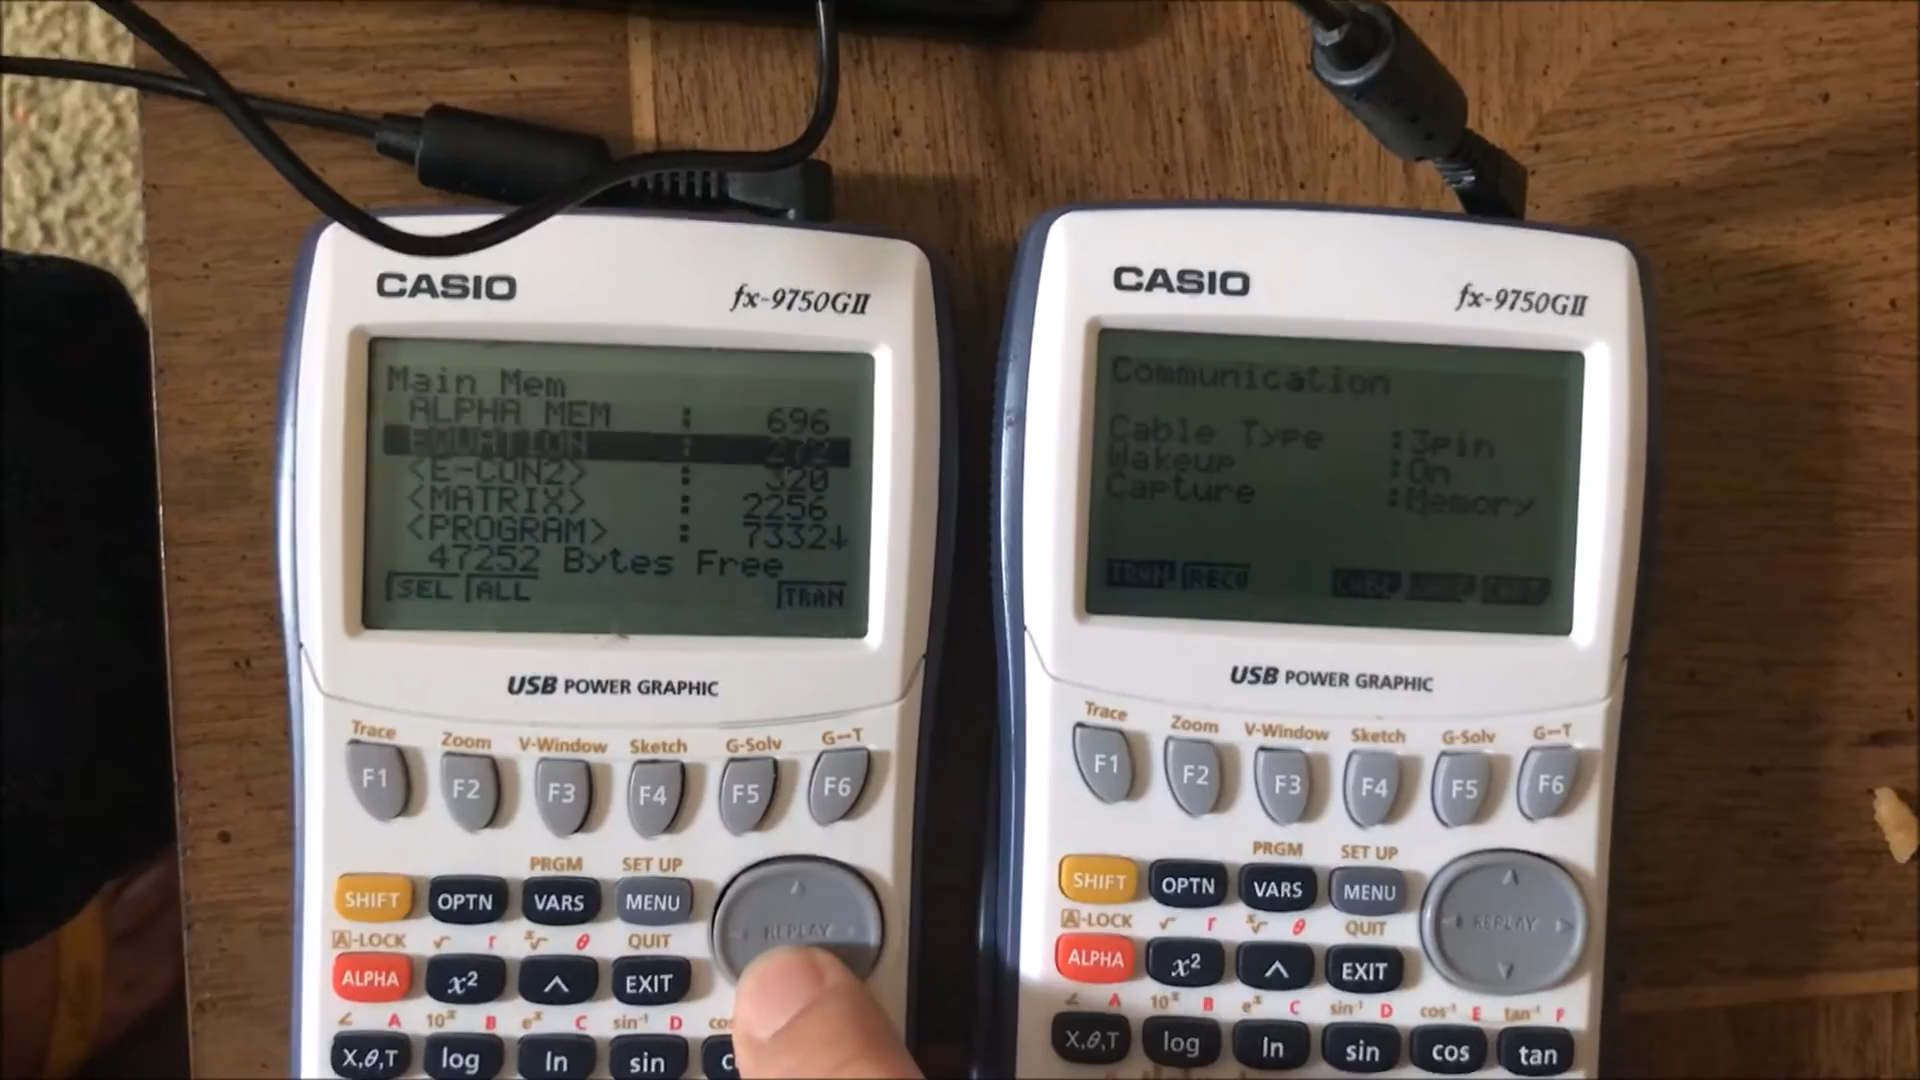 CASIO
fx-9750GII
Main Mem
ALPHA MEM : 696
EQUATION : 272
<E-CON2> : 320
<MATRIX> : 2256
<PROGRAM> : 7332↓
47252 Bytes Free
SEL ALL TRAN
USB POWER GRAPHIC
Trace Zoom V-Window Sketch G-Solv G↔T
F1 F2 F3 F4 F5 F6
PRGM SET UP
SHIFT OPTN VARS MENU
REPLAY
A-LOCK √ r ˣ√ θ QUIT
ALPHA x² ^ EXIT
∠ A 10ˣ B eˣ C sin⁻¹ D
X,θ,T log ln sin
CASIO
fx-9750GII
Communication
Cable Type :3pin
Wakeup :On
Capture :Memory
TRAN RECV CABL
USB POWER GRAPHIC
Trace Zoom V-Window Sketch G-Solv G↔T
F1 F2 F3 F4 F5 F6
PRGM SET UP
SHIFT OPTN VARS MENU
REPLAY
A-LOCK √ r ˣ√ θ QUIT
ALPHA x² ^ EXIT
∠ A 10ˣ B eˣ C sin⁻¹ D cos⁻¹ E tan⁻¹ F
X,θ,T log ln sin cos tan